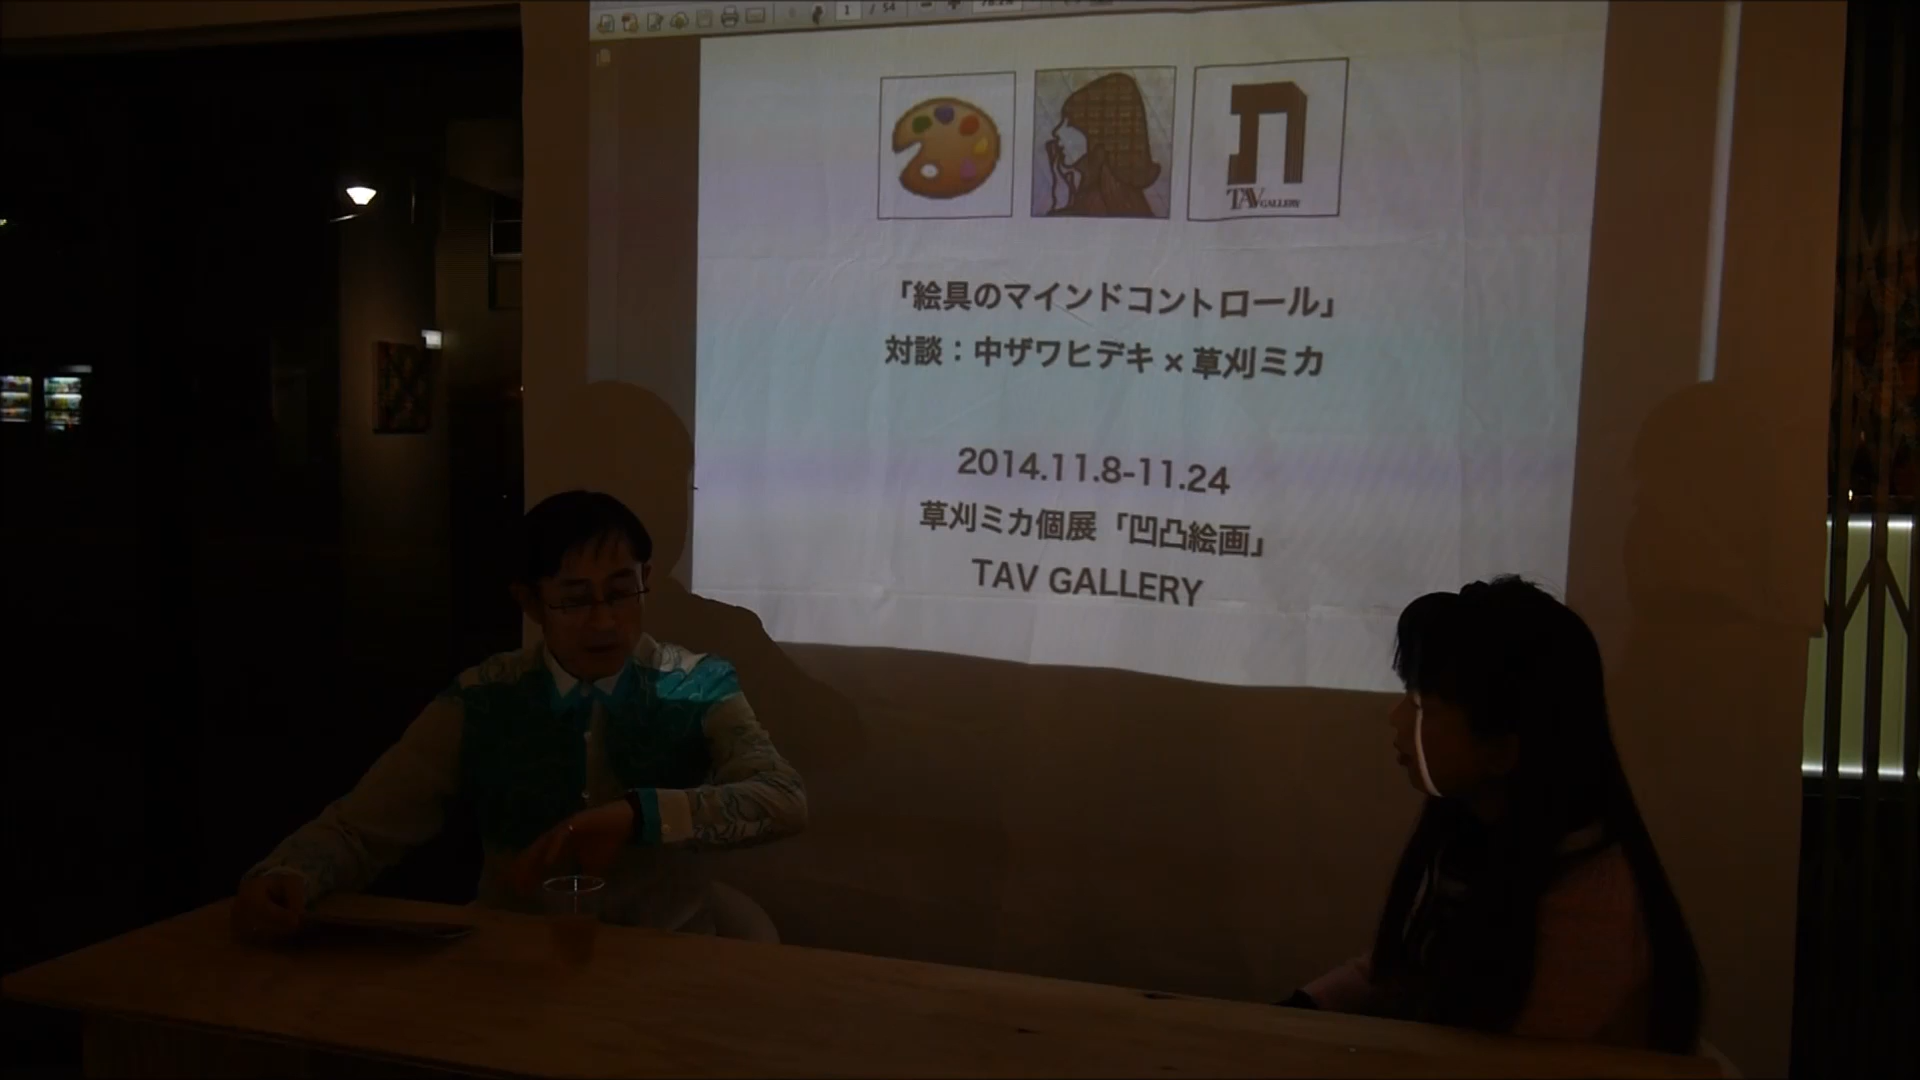 1 / 54
TAV GALLERY
「絵具のマインドコントロール」
対談：中ザワヒデキ×草刈ミカ
2014.11.8-11.24
草刈ミカ個展「凹凸絵画」
TAV GALLERY